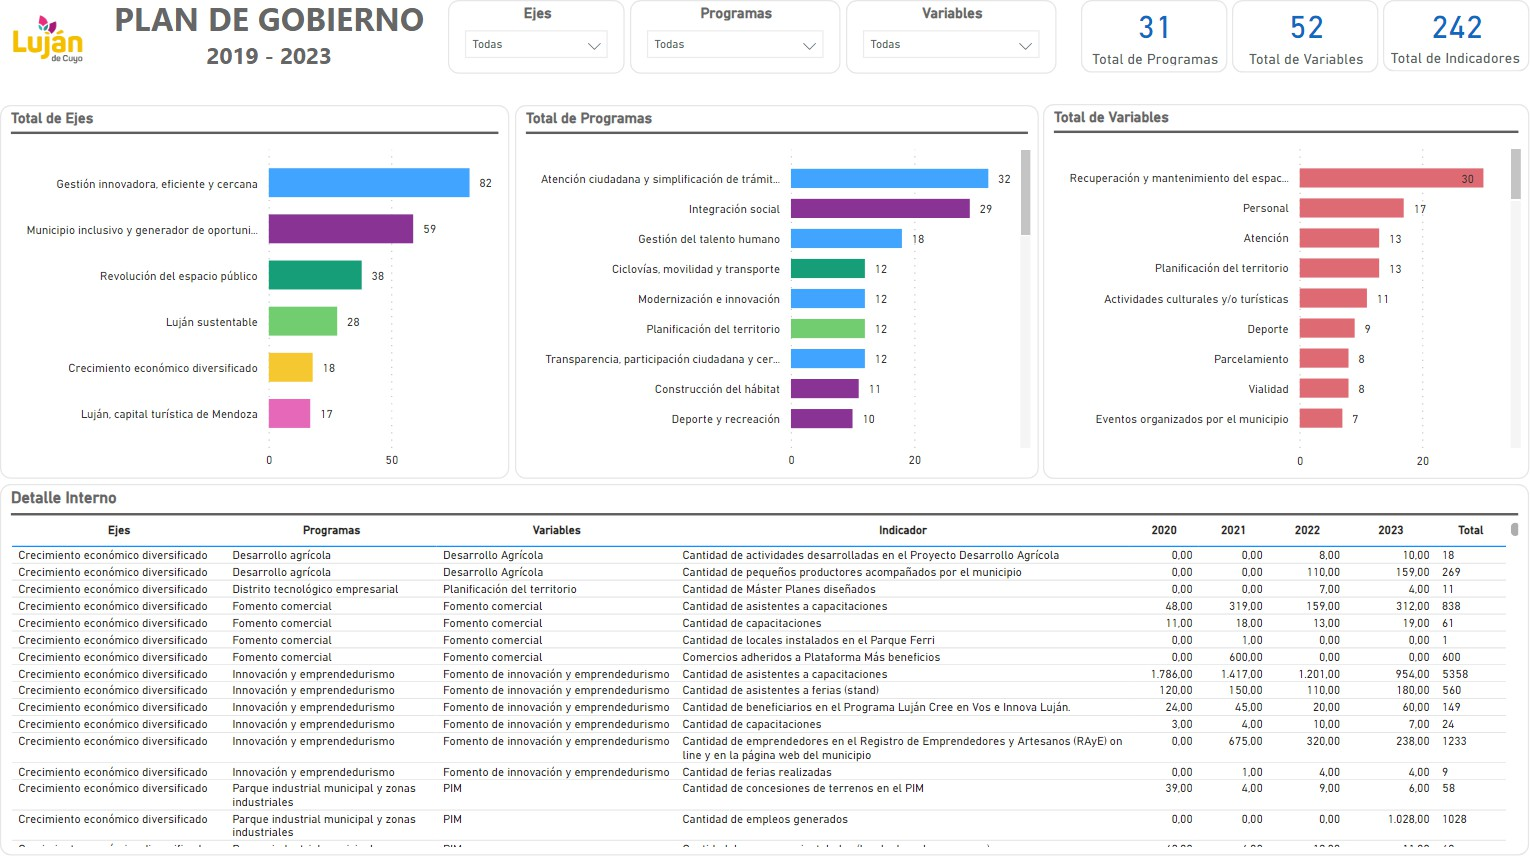 Luján
de Cuyo
PLAN DE GOBIERNO
2019 - 2023
Ejes
Todas
Programas
Todas
Variables
Todas
31
Total de Programas
52
Total de Variables
242
Total de Indicadores
Total de Ejes
Gestión innovadora, eficiente y cercana 82
Municipio inclusivo y generador de oportuni... 59
Revolución del espacio público 38
Luján sustentable 28
Crecimiento económico diversificado 18
Luján, capital turística de Mendoza 17
0 50
Total de Programas
Atención ciudadana y simplificación de trámit... 32
Integración social 29
Gestión del talento humano 18
Ciclovías, movilidad y transporte 12
Modernización e innovación 12
Planificación del territorio 12
Transparencia, participación ciudadana y cer... 12
Construcción del hábitat 11
Deporte y recreación 10
0 20
Total de Variables
Recuperación y mantenimiento del espac... 30
Personal 17
Atención 13
Planificación del territorio 13
Actividades culturales y/o turísticas 11
Deporte 9
Parcelamiento 8
Vialidad 8
Eventos organizados por el municipio 7
0 20
Detalle Interno
Ejes Programas Variables Indicador 2020 2021 2022 2023 Total
Crecimiento económico diversificado Desarrollo agrícola Desarrollo Agrícola Cantidad de actividades desarrolladas en el Proyecto Desarrollo Agrícola 0,00 0,00 8,00 10,00 18
Crecimiento económico diversificado Desarrollo agrícola Desarrollo Agrícola Cantidad de pequeños productores acompañados por el municipio 0,00 0,00 110,00 159,00 269
Crecimiento económico diversificado Distrito tecnológico empresarial Planificación del territorio Cantidad de Máster Planes diseñados 0,00 0,00 7,00 4,00 11
Crecimiento económico diversificado Fomento comercial Fomento comercial Cantidad de asistentes a capacitaciones 48,00 319,00 159,00 312,00 838
Crecimiento económico diversificado Fomento comercial Fomento comercial Cantidad de capacitaciones 11,00 18,00 13,00 19,00 61
Crecimiento económico diversificado Fomento comercial Fomento comercial Cantidad de locales instalados en el Parque Ferri 0,00 1,00 0,00 0,00 1
Crecimiento económico diversificado Fomento comercial Fomento comercial Comercios adheridos a Plataforma Más beneficios 0,00 600,00 0,00 0,00 600
Crecimiento económico diversificado Innovación y emprendedurismo Fomento de innovación y emprendedurismo Cantidad de asistentes a capacitaciones 1.786,00 1.417,00 1.201,00 954,00 5358
Crecimiento económico diversificado Innovación y emprendedurismo Fomento de innovación y emprendedurismo Cantidad de asistentes a ferias (stand) 120,00 150,00 110,00 180,00 560
Crecimiento económico diversificado Innovación y emprendedurismo Fomento de innovación y emprendedurismo Cantidad de beneficiarios en el Programa Luján Cree en Vos e Innova Luján. 24,00 45,00 20,00 60,00 149
Crecimiento económico diversificado Innovación y emprendedurismo Fomento de innovación y emprendedurismo Cantidad de capacitaciones 3,00 4,00 10,00 7,00 24
Crecimiento económico diversificado Innovación y emprendedurismo Fomento de innovación y emprendedurismo Cantidad de emprendedores en el Registro de Emprendedores y Artesanos (RAyE) on 0,00 675,00 320,00 238,00 1233
line y en la página web del municipio
Crecimiento económico diversificado Innovación y emprendedurismo Fomento de innovación y emprendedurismo Cantidad de ferias realizadas 0,00 1,00 4,00 4,00 9
Crecimiento económico diversificado Parque industrial municipal y zonas PIM Cantidad de concesiones de terrenos en el PIM 39,00 4,00 9,00 6,00 58
industriales
Crecimiento económico diversificado Parque industrial municipal y zonas PIM Cantidad de empleos generados 0,00 0,00 0,00 1.028,00 1028
industriales